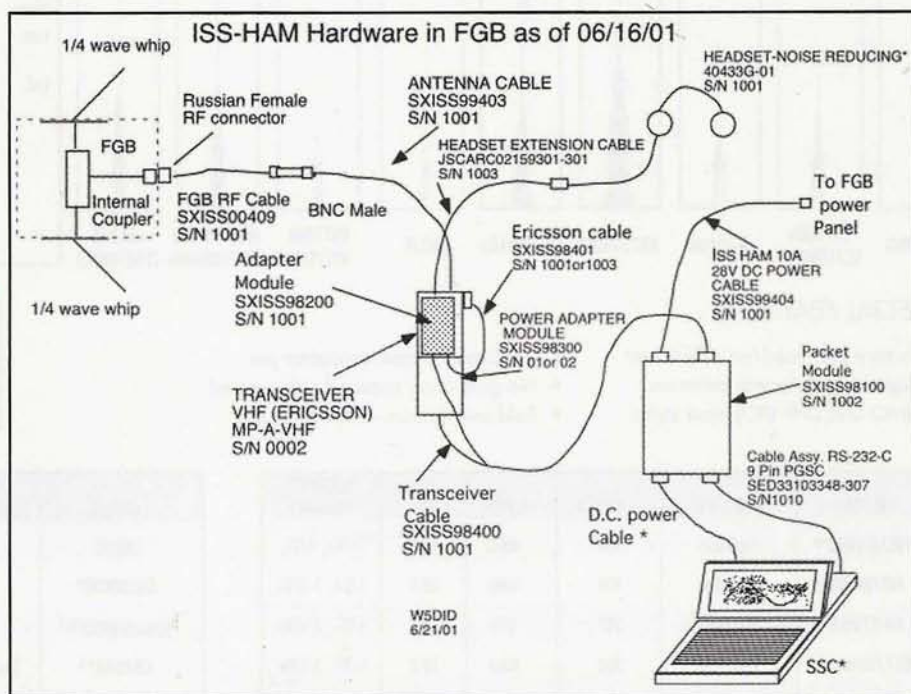 ISS-HAM Hardware in FGB as of 06/16/01
1/4 wave whip
Russian Female
RF connector
FGB
Internal
Coupler
1/4 wave whip
FGB RF Cable
SXISS00409
S/N 1001
BNC Male
ANTENNA CABLE
SXISS99403
S/N 1001
HEADSET-NOISE REDUCING*
40433G-01
S/N 1001
HEADSET EXTENSION CABLE
JSCARC02159301-301
S/N 1003
To FGB
power
Panel
Ericsson cable
SXISS98401
S/N 1001or1003
ISS HAM 10A
28V DC POWER
CABLE
SXISS99404
S/N 1001
Adapter
Module
SXISS98200
S/N 1001
POWER ADAPTER
MODULE
SXISS98300
S/N 01or 02
TRANSCEIVER
VHF (ERICSSON)
MP-A-VHF
S/N 0002
Packet
Module
SXISS98100
S/N 1002
Transceiver
Cable
SXISS98400
S/N 1001
Cable Assy. RS-232-C
9 Pin PGSC
SED33103348-307
S/N1010
D.C. power
Cable *
W5DID
6/21/01
SSC*